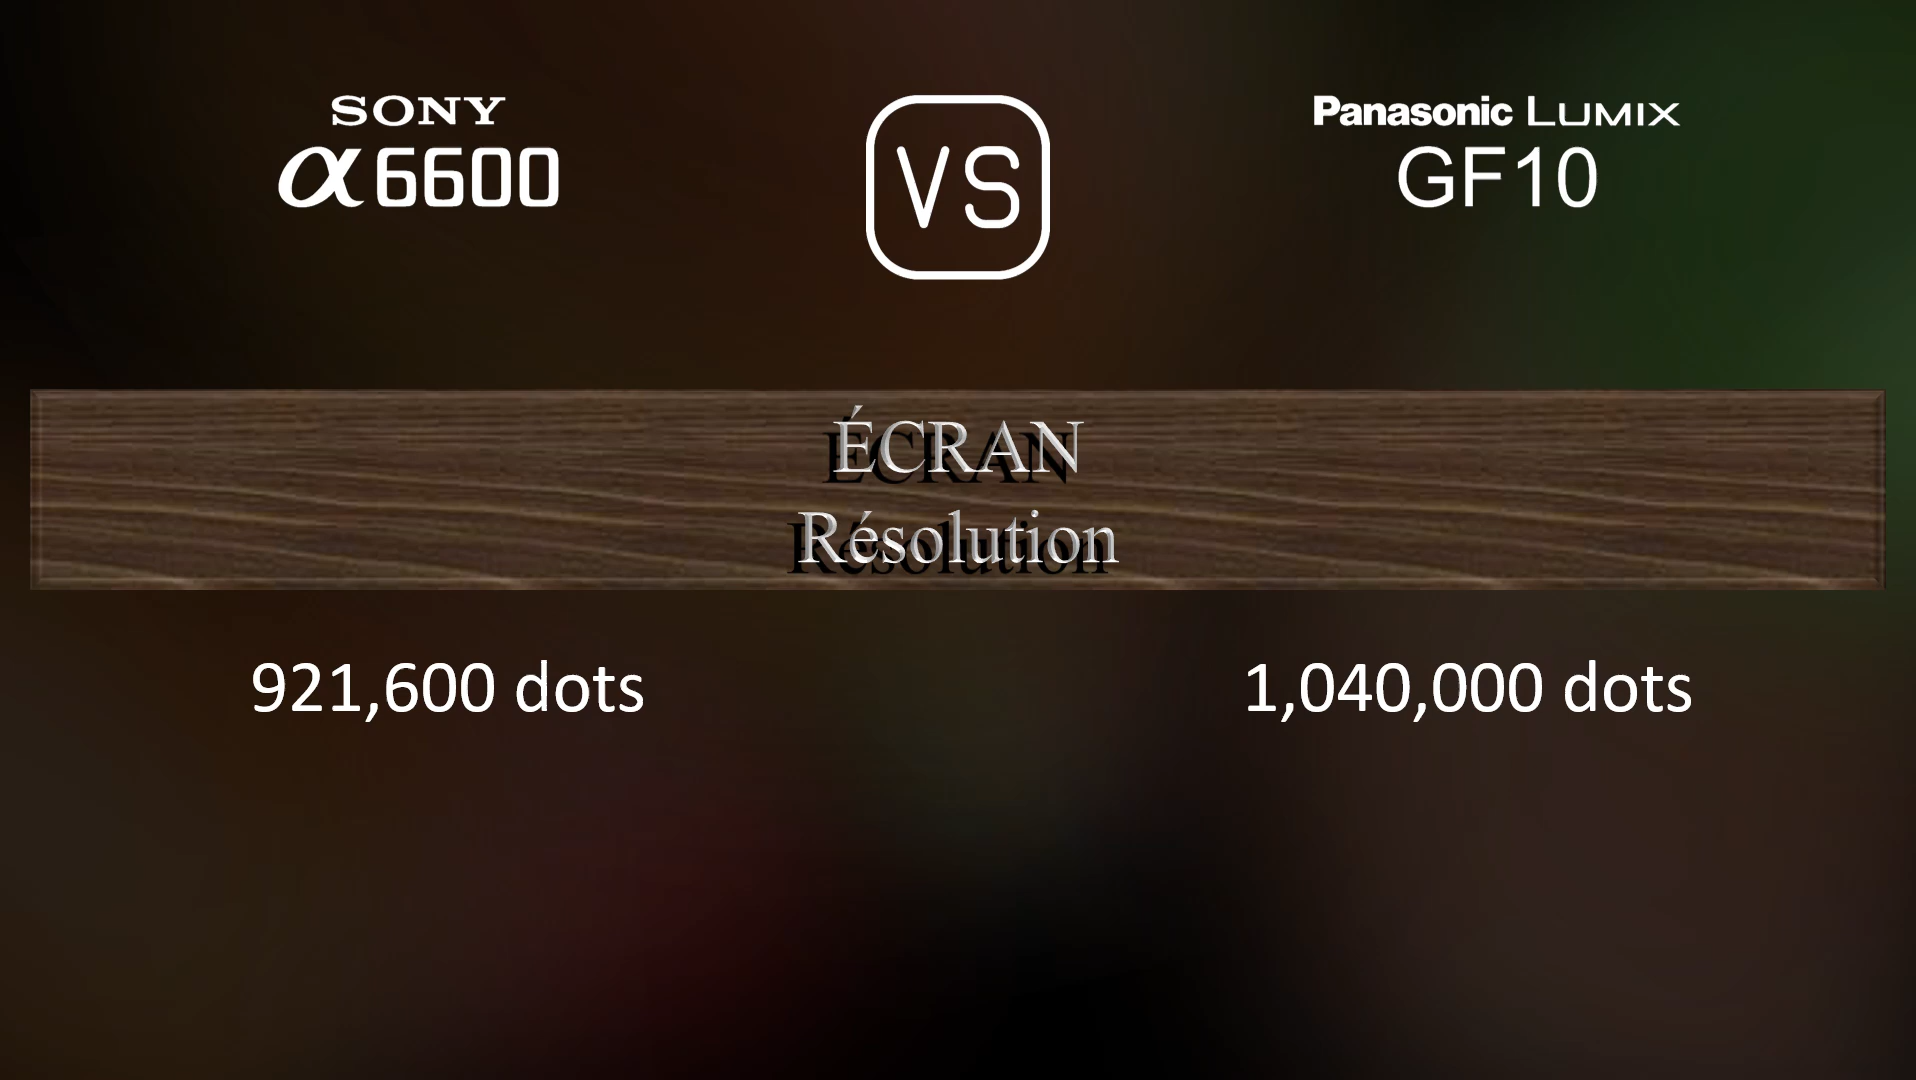 SONY
α6600
VS
Panasonic LUMIX
GF10
ÉCRAN
Résolution
921,600 dots
1,040,000 dots